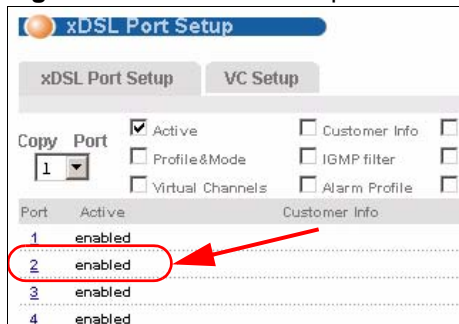 xDSL Port Setup
xDSL Port Setup VC Setup
Copy Port Active Customer Info
1 Profile&Mode IGMP filter
Virtual Channels Alarm Profile
Port Active Customer Info
1 enabled
2 enabled
3 enabled
4 enabled